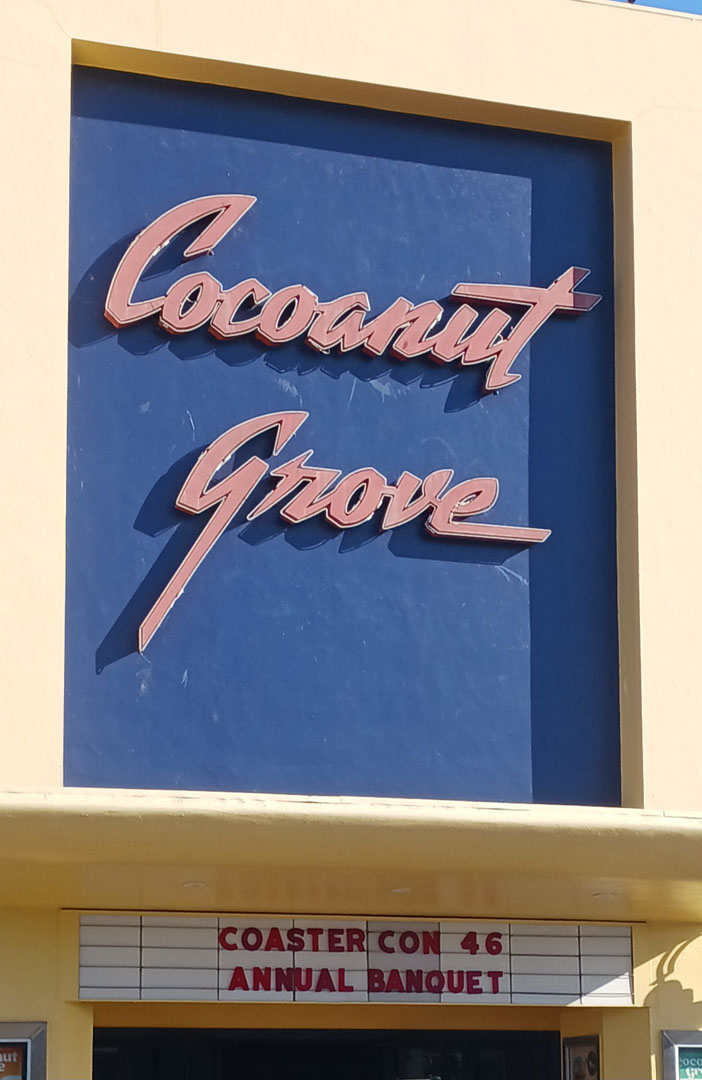 Cocoanut
Grove
COASTER CON 46
ANNUAL BANQUET